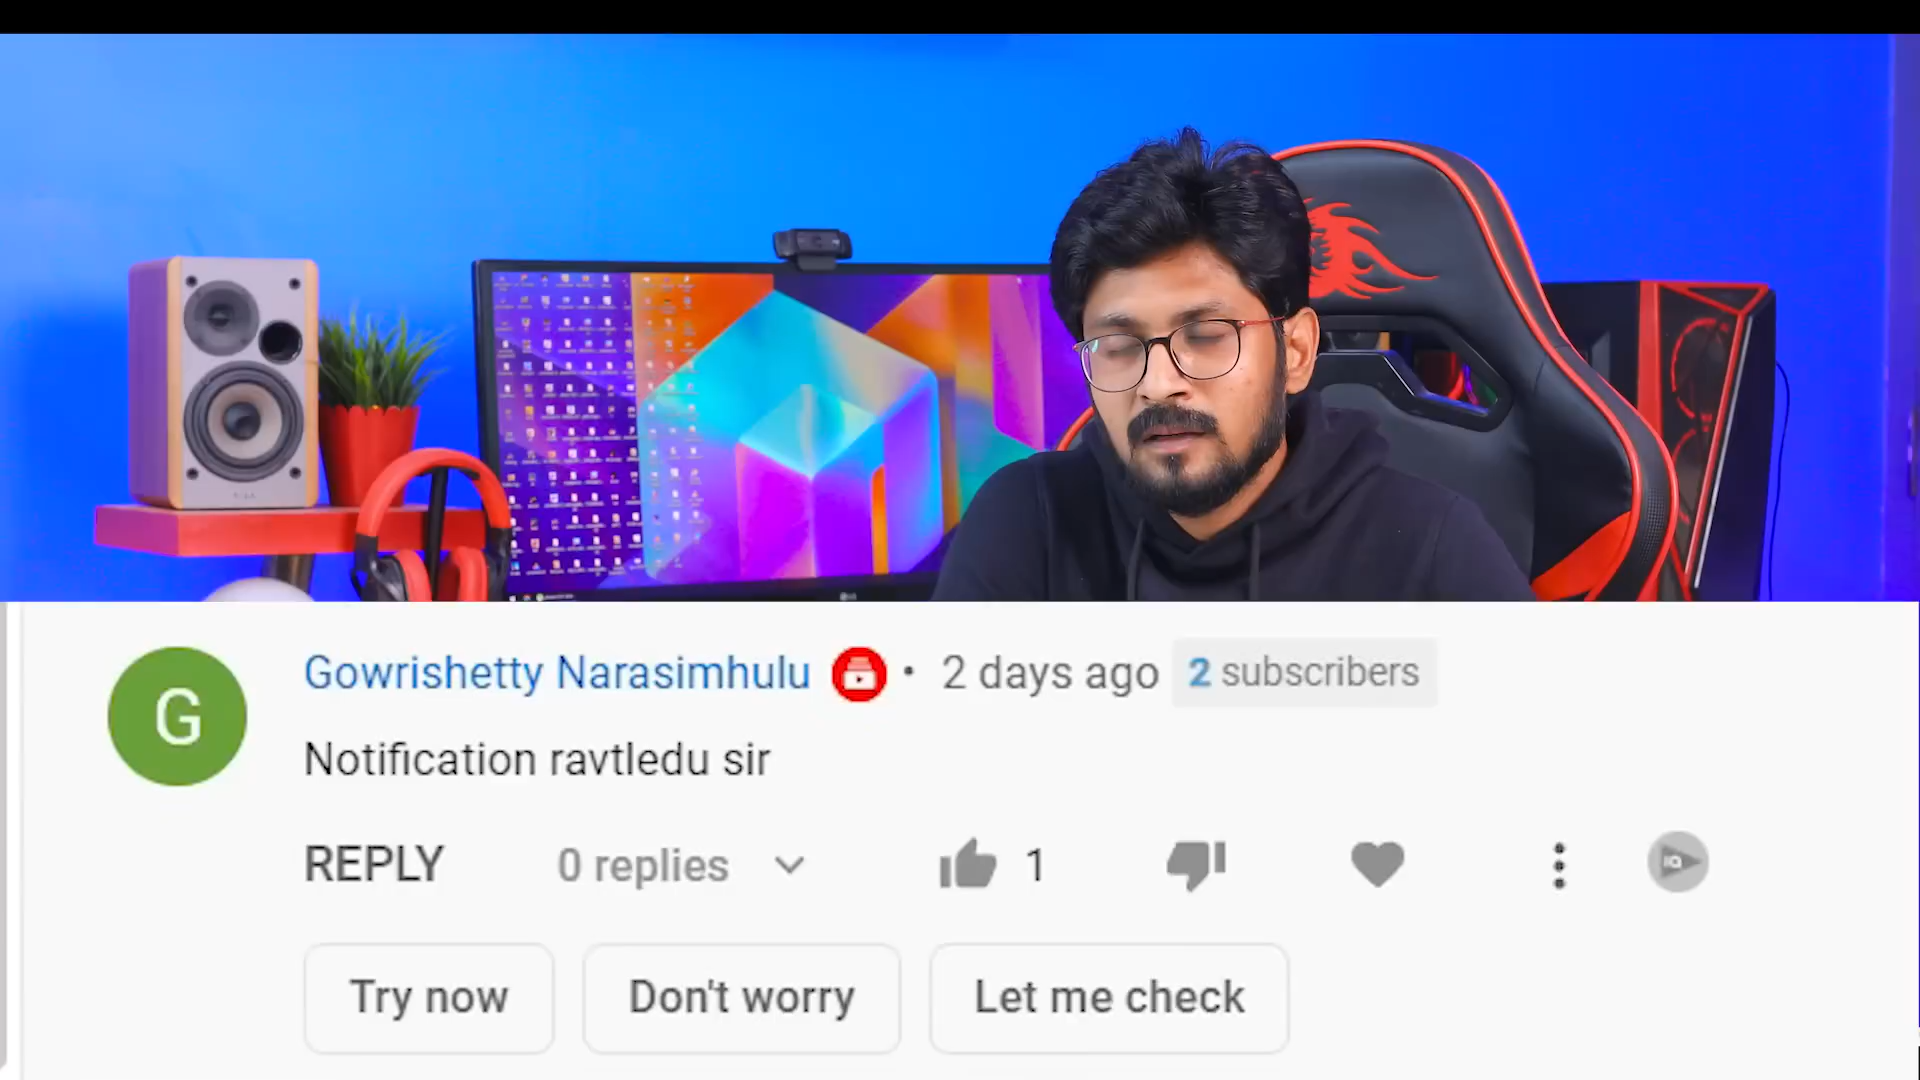 Gowrishetty Narasimhulu • 2 days ago 2 subscribers
Notification ravtledu sir
REPLY 0 replies 1
IQ
Try now Don't worry Let me check